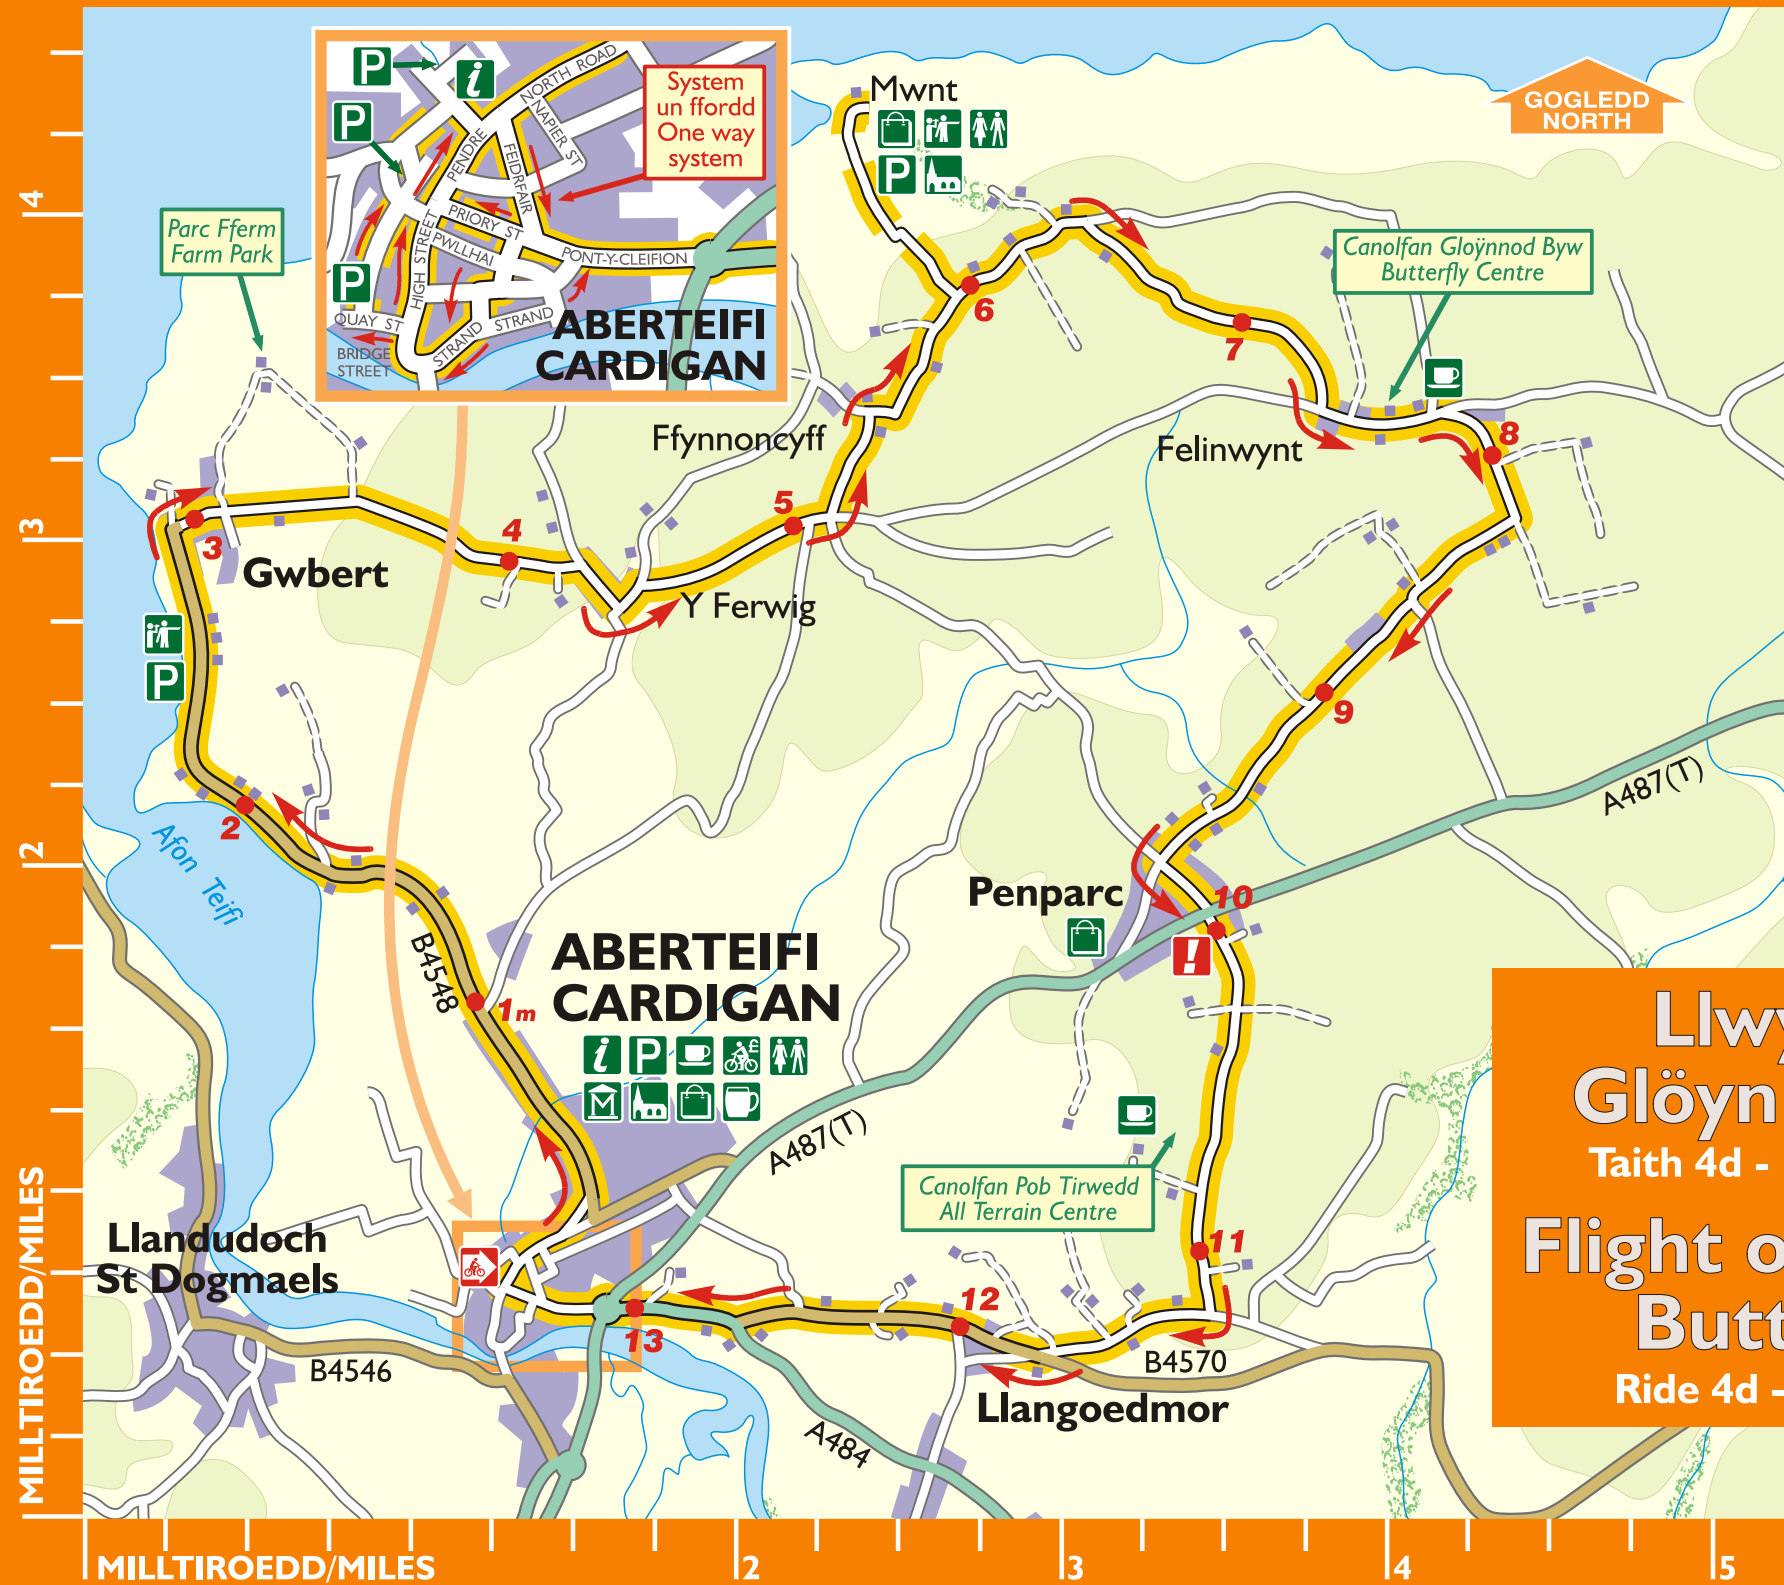 P
i
P
P
NORTH ROAD
NAPIER ST
PENDRE
FEIDRFAIR
PRIORY ST
PWLLHAI
HIGH STREET
PONT-Y-CLEIFION
QUAY ST
STRAND
STRAND
BRIDGE
STREET
System
un ffordd
One way
system
ABERTEIFI
CARDIGAN
Mwnt
P
GOGLEDD
NORTH
Parc Fferm
Farm Park
Canolfan Gloÿnnod Byw
Butterfly Centre
6
7
8
Ffynnoncyff
Felinwynt
5
4
3
Gwbert
Y Ferwig
P
9
A487(T)
2
Afon Teifi
B4548
1m
Penparc
10
!
ABERTEIFI
CARDIGAN
i P £
M
A487(T)
Canolfan Pob Tirwedd
All Terrain Centre
11
Llandudoch
St Dogmaels
12
13
B4546
B4570
Llangoedmor
A484
Llwy
Glöyn
Taith 4d -
Flight o
Butt
Ride 4d -
4
3
2
MILLTIROEDD/MILES
MILLTIROEDD/MILES
2
3
4
5